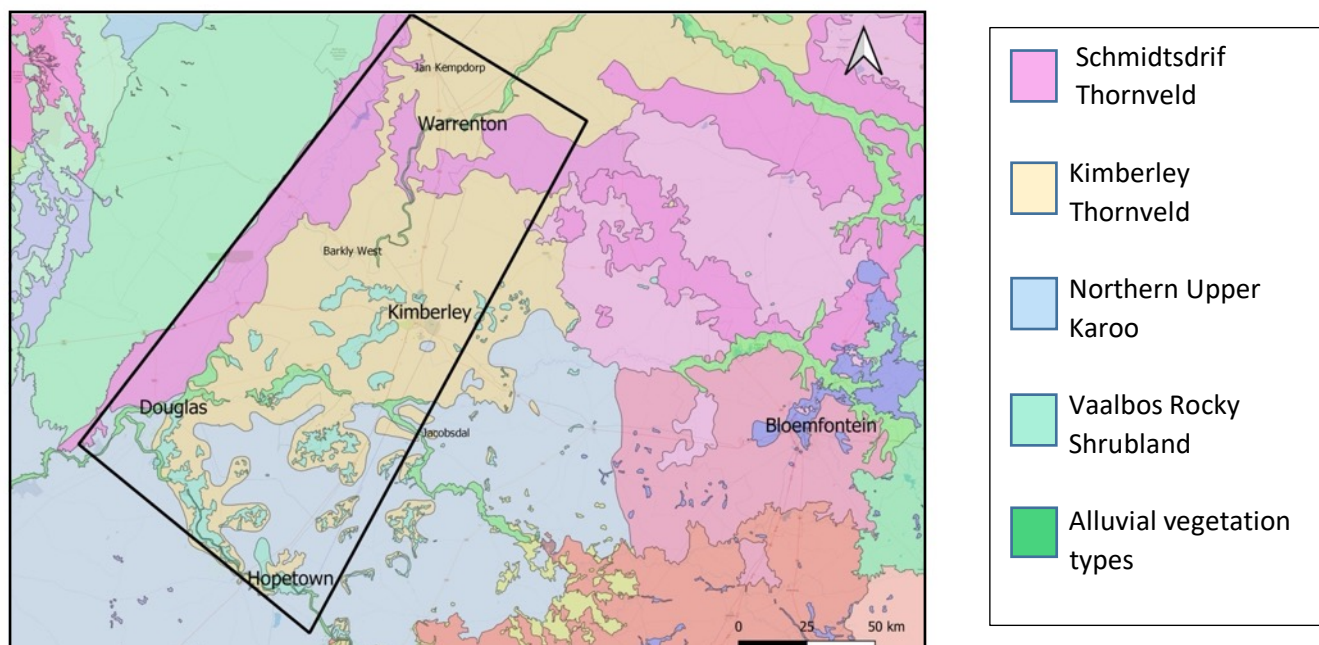 Jan Kempdorp
Warrenton
Barkly West
Kimberley
Douglas
Jacobsdal
Bloemfontein
Hopetown
0 25 50 km
Schmidtsdrif
Thornveld
Kimberley
Thornveld
Northern Upper
Karoo
Vaalbos Rocky
Shrubland
Alluvial vegetation
types